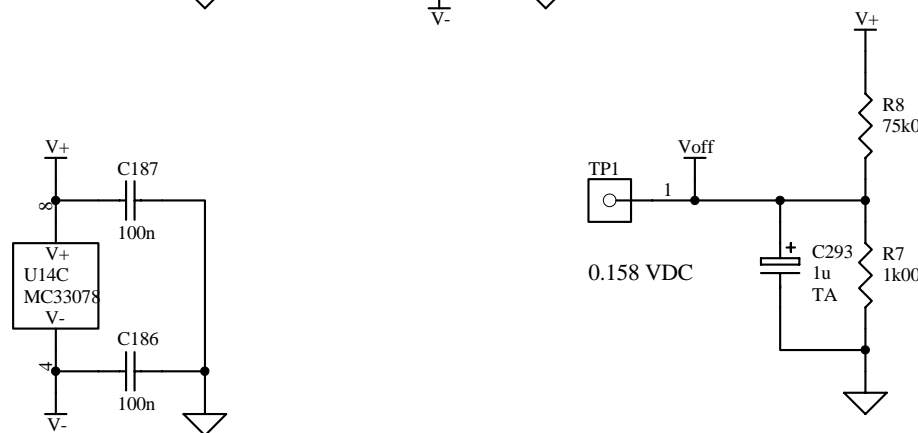 V-
V+
R8
75k0
V+
C187
8
100n
V+
U14C
MC33078
V-
C186
4
100n
V-
Voff
TP1
1
0.158 VDC
+
C293
1u
TA
R7
1k00